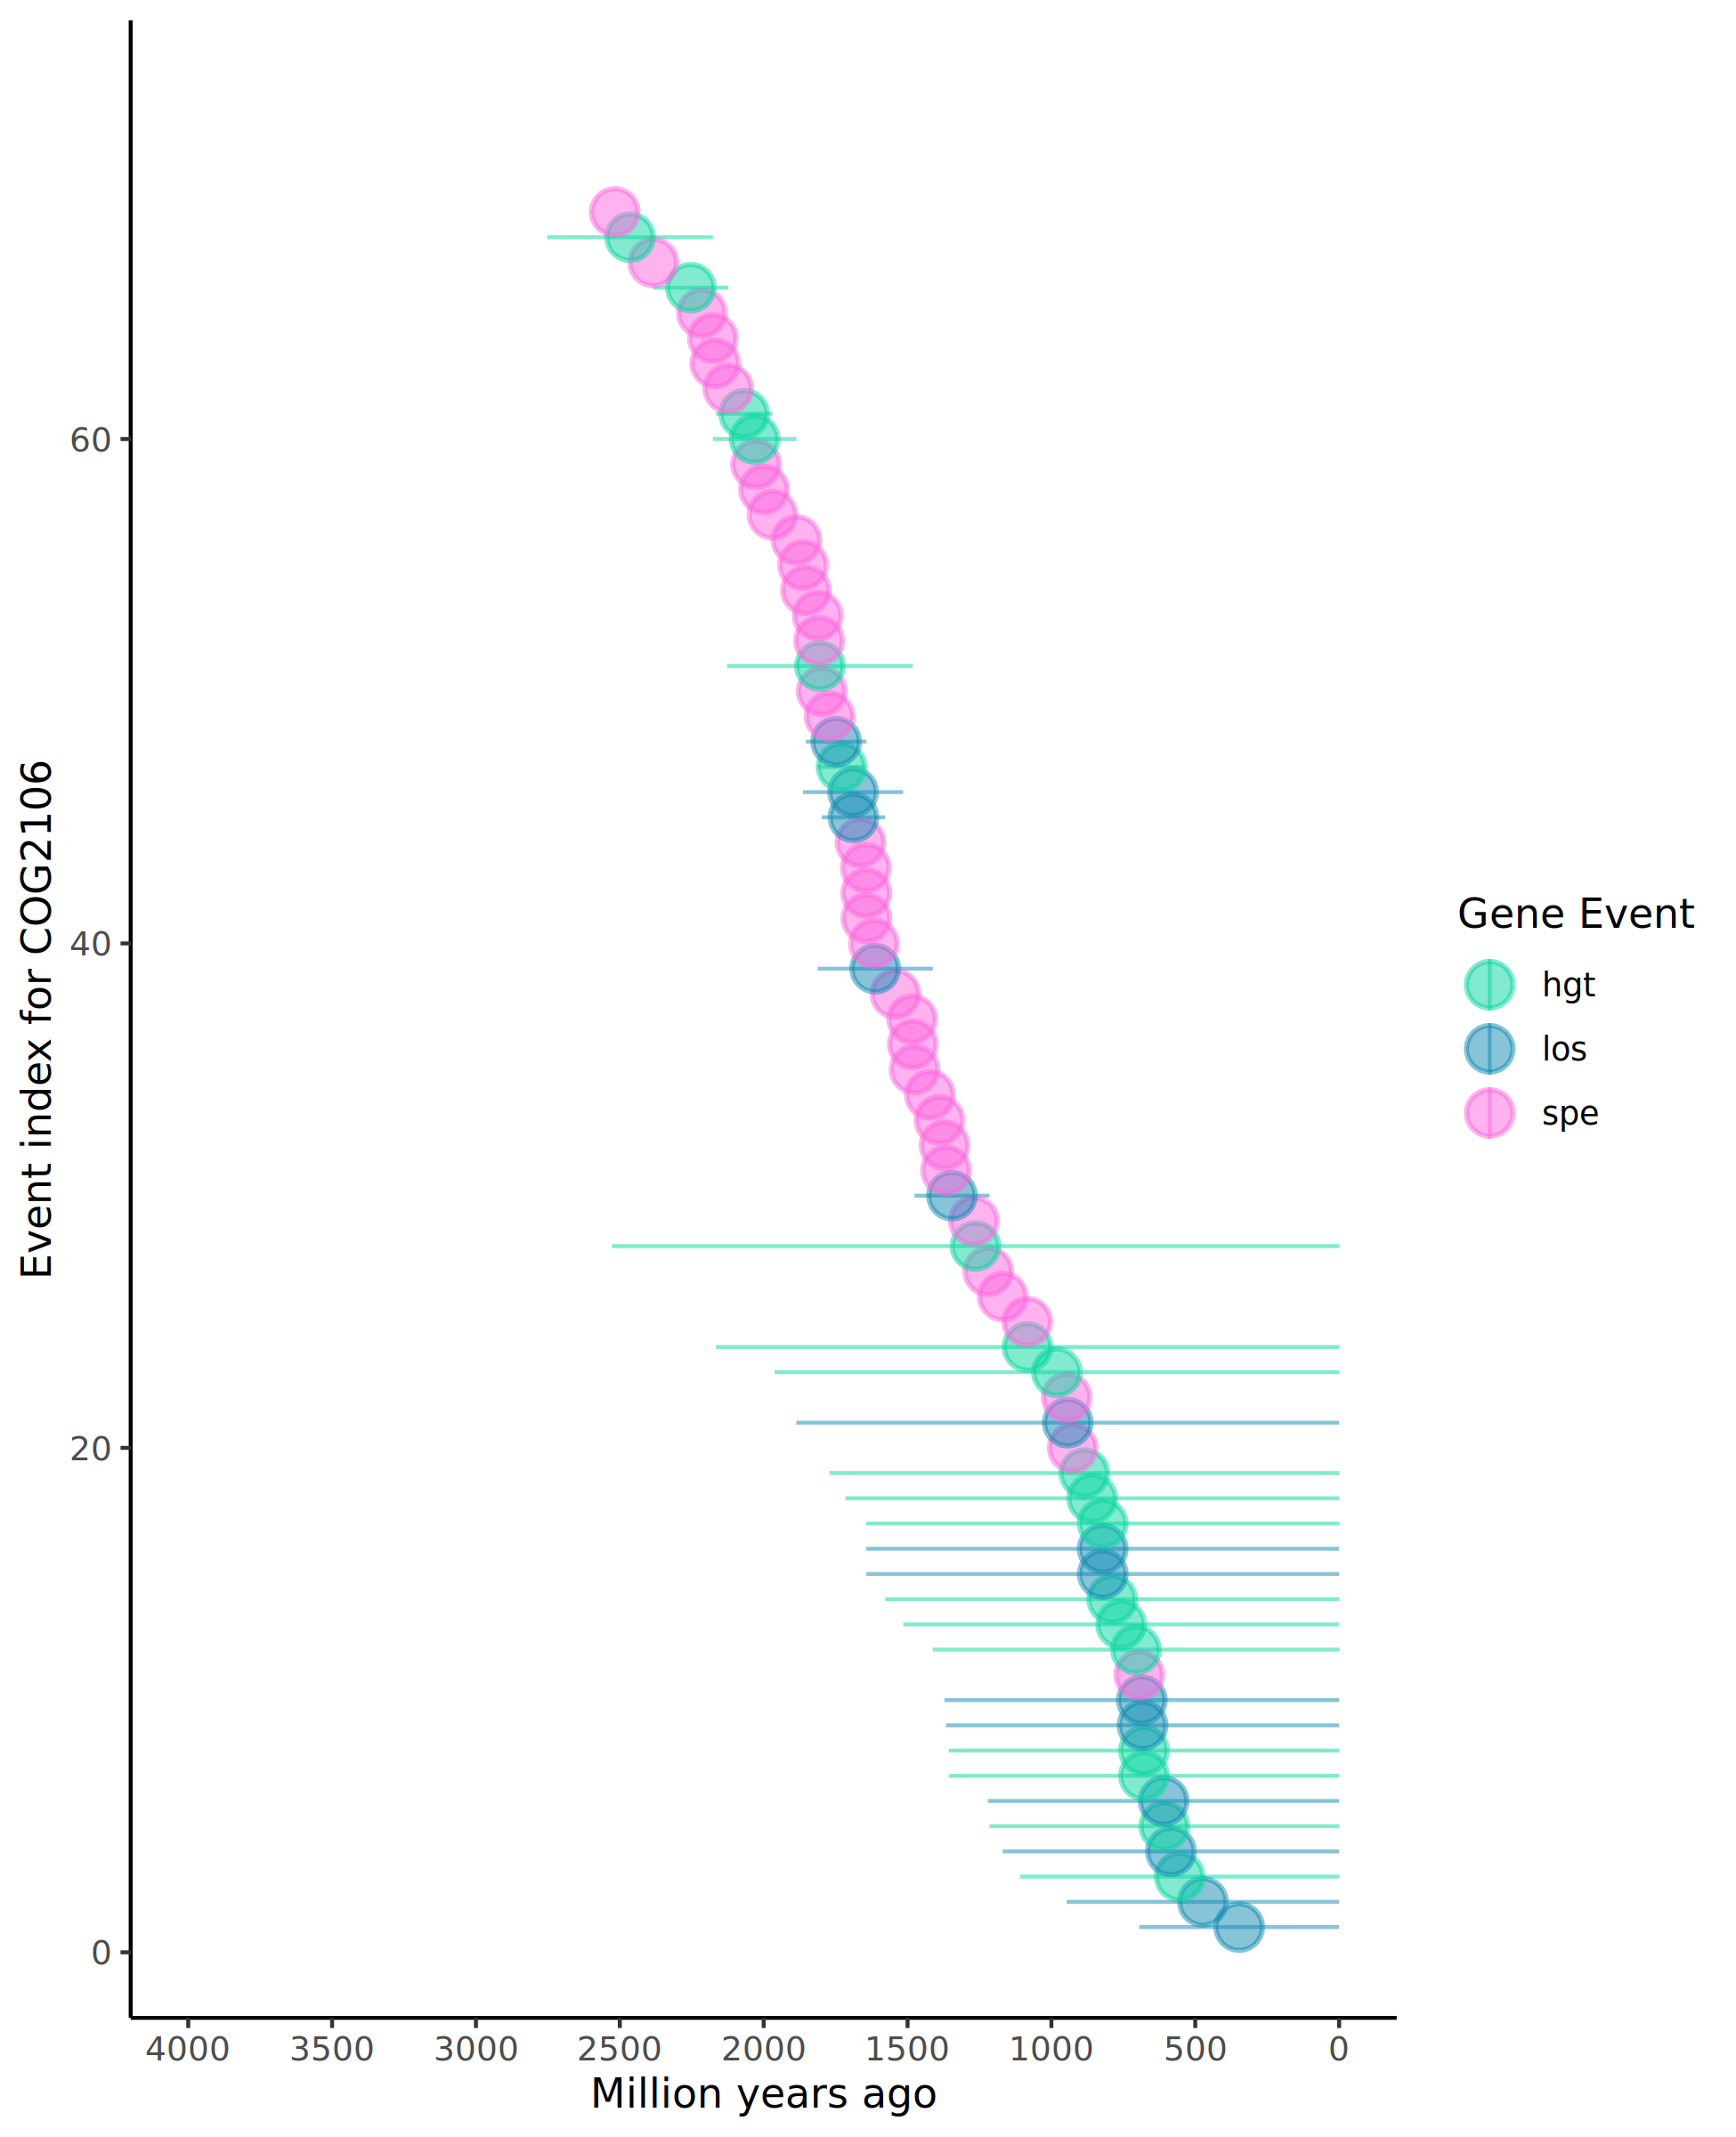 Event index for COG2106
60
40
20
0
4000 3500 3000 2500 2000 1500 1000 500 0
Million years ago
Gene Event
hgt
los
spe